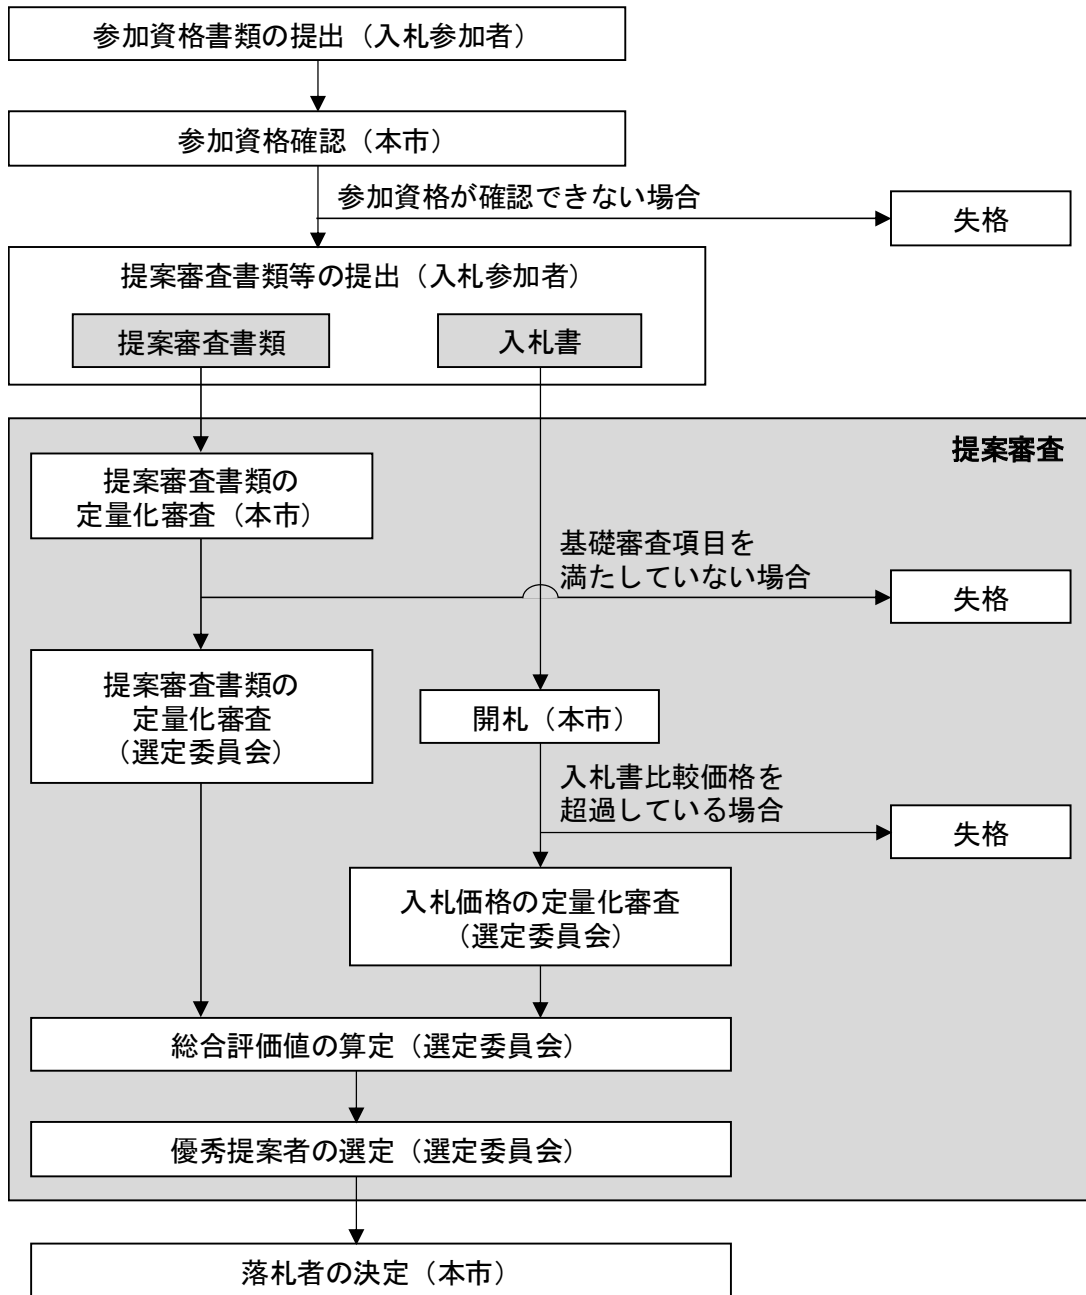 参加資格書類の提出（入札参加者）
参加資格確認（本市）
参加資格が確認できない場合
失格
提案審査書類等の提出（入札参加者）
提案審査書類
入札書
提案審査
提案審査書類の
定量化審査（本市）
基礎審査項目を
満たしていない場合
失格
提案審査書類の
定量化審査
（選定委員会）
開札（本市）
入札書比較価格を
超過している場合
失格
入札価格の定量化審査
（選定委員会）
総合評価値の算定（選定委員会）
優秀提案者の選定（選定委員会）
落札者の決定（本市）